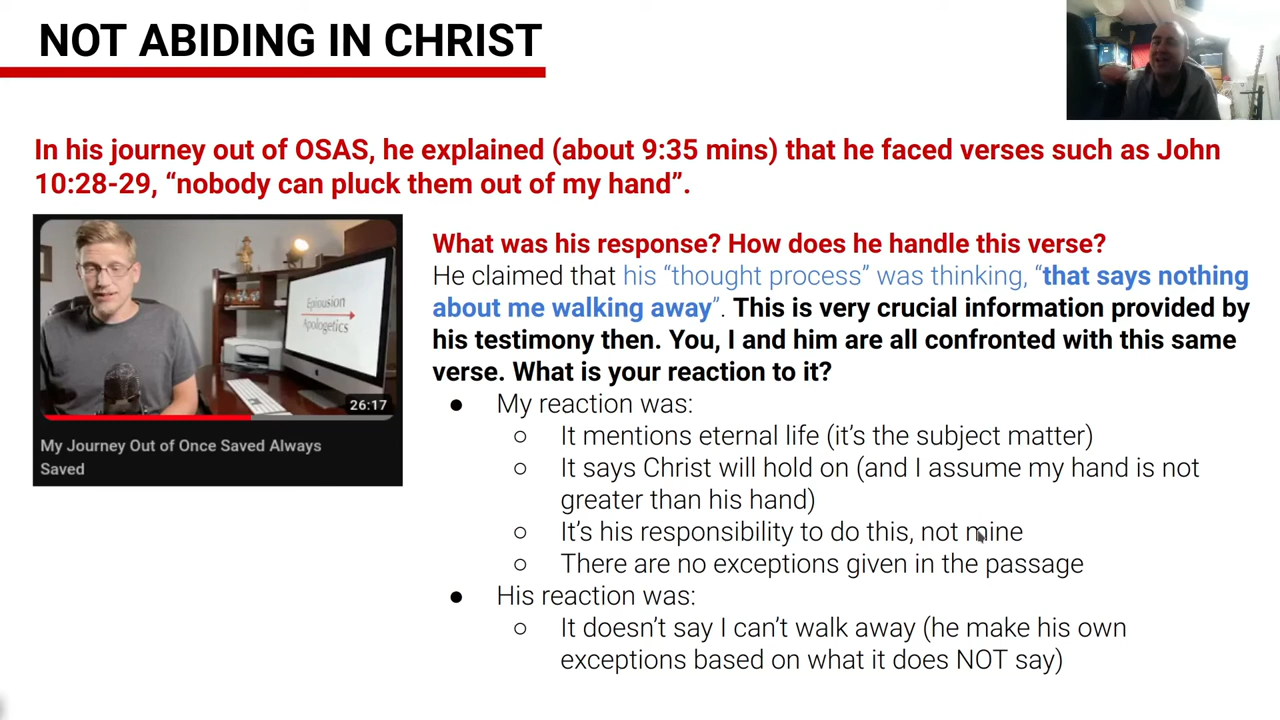 NOT ABIDING IN CHRIST
In his journey out of OSAS, he explained (about 9:35 mins) that he faced verses such as John
10:28-29, “nobody can pluck them out of my hand”.
Epiousion
Apologetics
26:17
My Journey Out of Once Saved Always
Saved
What was his response? How does he handle this verse?
He claimed that his “thought process” was thinking, “that says nothing
about me walking away”. This is very crucial information provided by
his testimony then. You, I and him are all confronted with this same
verse. What is your reaction to it?
● My reaction was:
○ It mentions eternal life (it’s the subject matter)
○ It says Christ will hold on (and I assume my hand is not
greater than his hand)
○ It’s his responsibility to do this, not mine
○ There are no exceptions given in the passage
● His reaction was:
○ It doesn’t say I can’t walk away (he make his own
exceptions based on what it does NOT say)